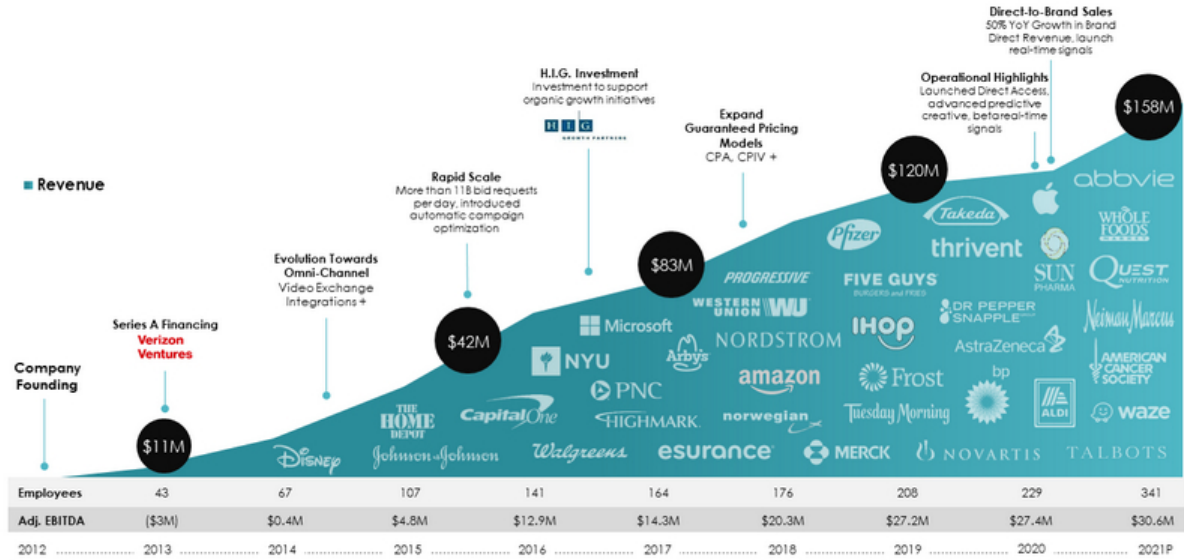 Direct-to-Brand Sales
50% YoY Growth in Brand
Direct Revenue, launch
real-time signals
H.I.G. Investment
Investment to support
organic growth initiatives
H I G
GROWTH PARTNERS
Operational Highlights
Launched Direct Access,
advanced predictive
creative, beta real-time
signals
$158M
Expand
Guaranteed Pricing
Models
CPA, CPIV +
$120M
Revenue
Rapid Scale
More than 11B bid requests
per day, introduced
automatic campaign
optimization
Evolution Towards
Omni-Channel
Video Exchange
Integrations +
$83M
Series A Financing
Verizon
Ventures
$42M
Company
Founding
$11M
abbvie
Takeda
WHOLE
FOODS
MARKET
Pfizer
thrivent
SUN
PHARMA
QUEST
NUTRITION
PROGRESSIVE
FIVE GUYS
BURGERS and FRIES
WESTERN
UNION WU
DR PEPPER
SNAPPLE
Neiman Marcus
Microsoft
NORDSTROM
IHOP
AstraZeneca
NYU
Arby's
bp
AMERICAN
CANCER
SOCIETY
PNC
amazon
Frost
ALDI
THE
HOME
DEPOT
Capital One
HIGHMARK
norwegian
Tuesday Morning
waze
Disney
Johnson & Johnson
Walgreens
esurance
MERCK
NOVARTIS
TALBOTS
Employees 43 67 107 141 164 176 208 229 341
Adj. EBITDA ($3M) $0.4M $4.8M $12.9M $14.3M $20.3M $27.2M $27.4M $30.6M
2012 2013 2014 2015 2016 2017 2018 2019 2020 2021P